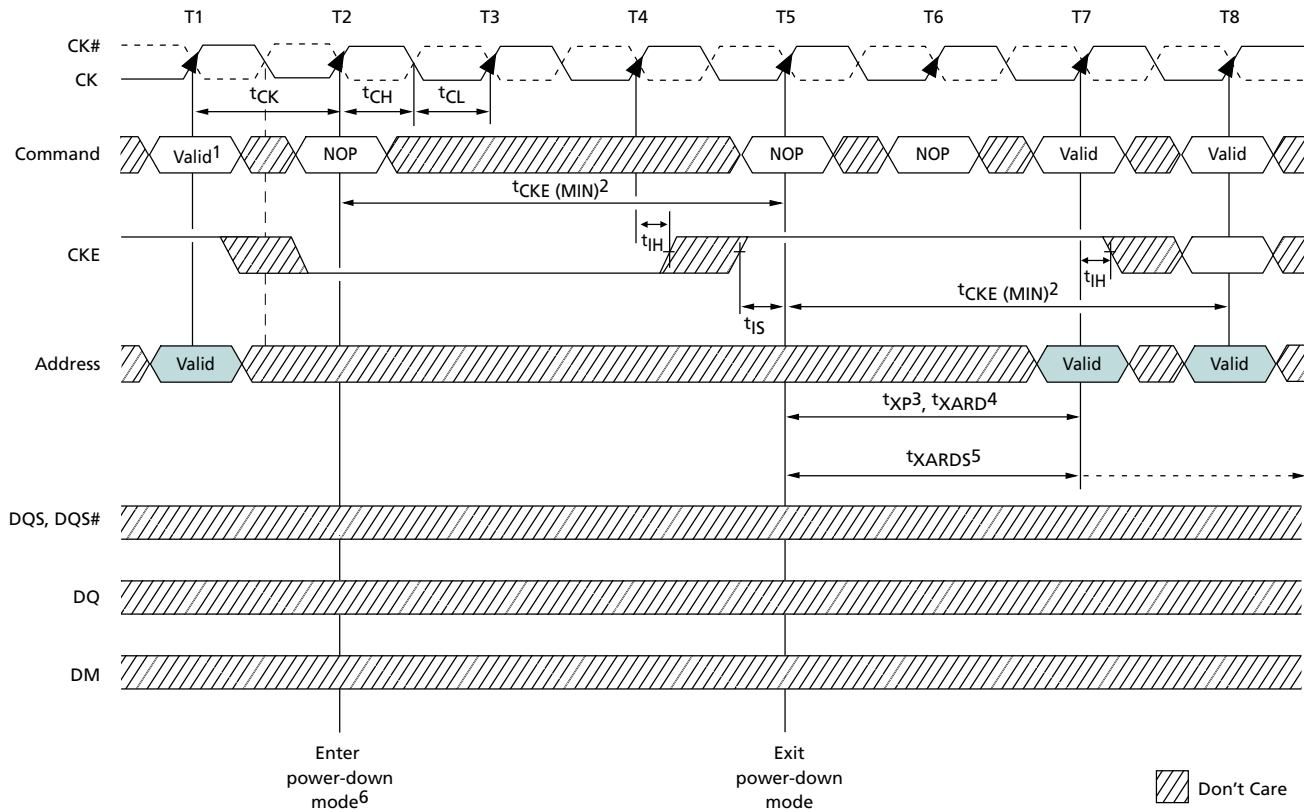 T1 T2 T3 T4 T5 T6 T7 T8
CK#
CK
tCK tCH tCL
Command Valid1 NOP NOP NOP Valid Valid
tCKE (MIN)2
CKE
tIH tIH
tCKE (MIN)2
tIS
Address Valid Valid Valid
tXP3, tXARD4
tXARDS5
DQS, DQS#
DQ
DM
Enter
power-down
mode6
Exit
power-down
mode
Don't Care